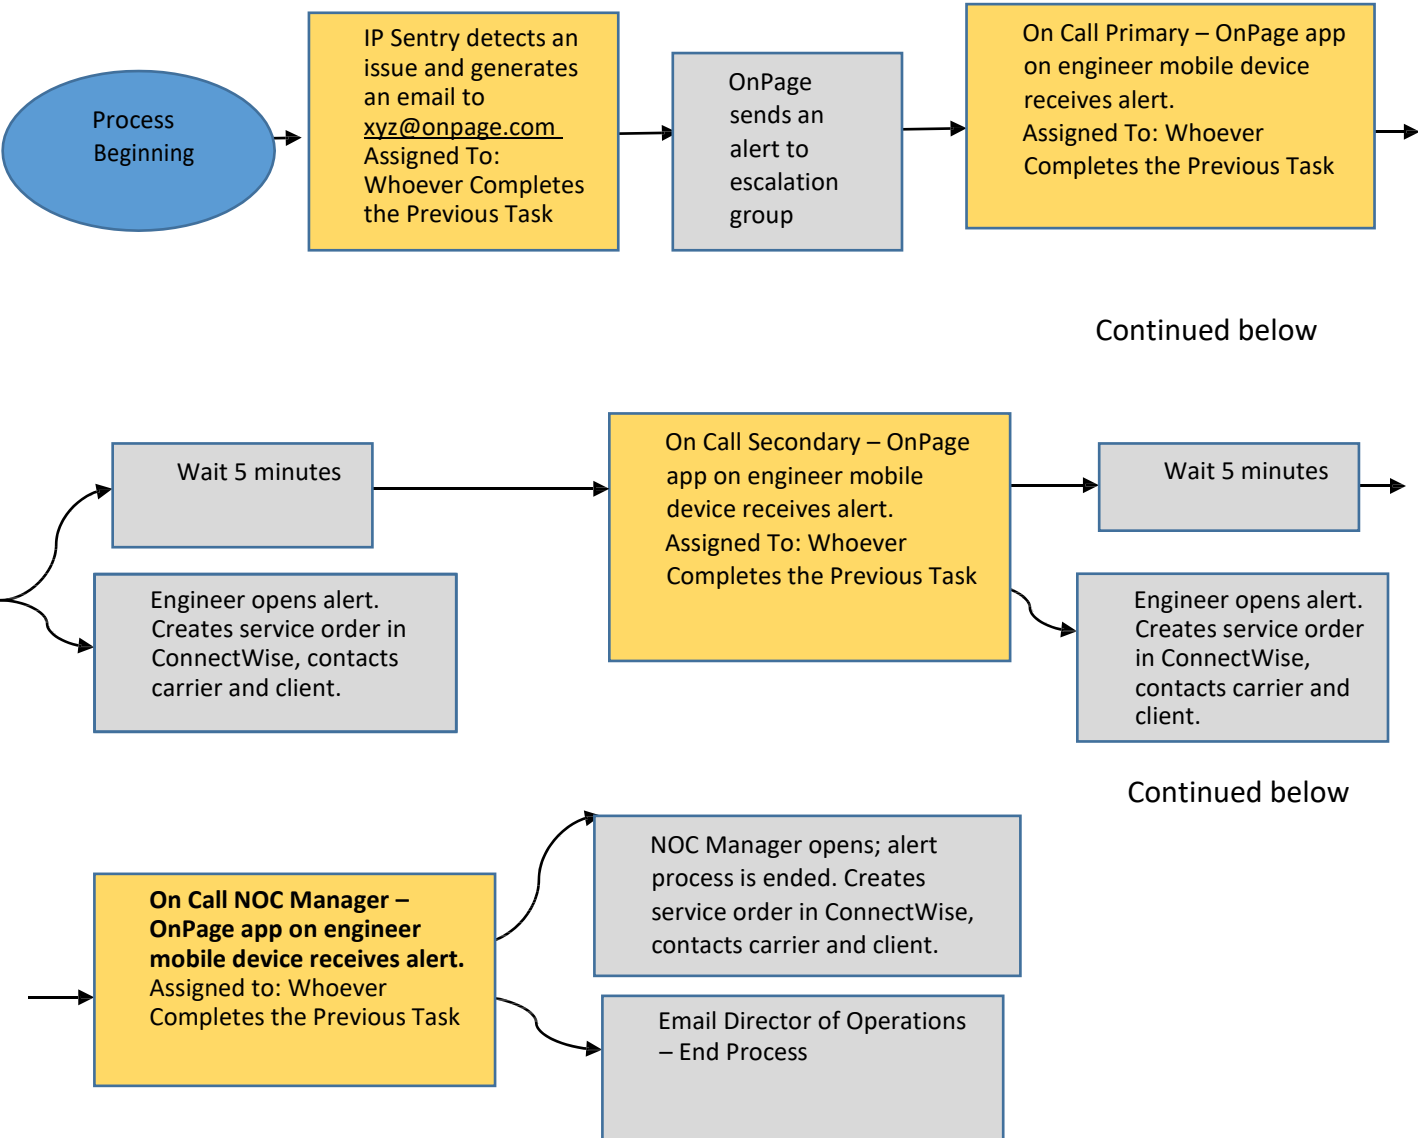 Process
Beginning
IP Sentry detects an
issue and generates
an email to
xyz@onpage.com
Assigned To:
Whoever Completes
the Previous Task
OnPage
sends an
alert to
escalation
group
On Call Primary – OnPage app
on engineer mobile device
receives alert.
Assigned To: Whoever
Completes the Previous Task
Continued below
Wait 5 minutes
Engineer opens alert.
Creates service order in
ConnectWise, contacts
carrier and client.
On Call Secondary – OnPage
app on engineer mobile
device receives alert.
Assigned To: Whoever
Completes the Previous Task
Wait 5 minutes
Engineer opens alert.
Creates service order
in ConnectWise,
contacts carrier and
client.
Continued below
On Call NOC Manager –
OnPage app on engineer
mobile device receives alert.
Assigned to: Whoever
Completes the Previous Task
NOC Manager opens; alert
process is ended. Creates
service order in ConnectWise,
contacts carrier and client.
Email Director of Operations
– End Process